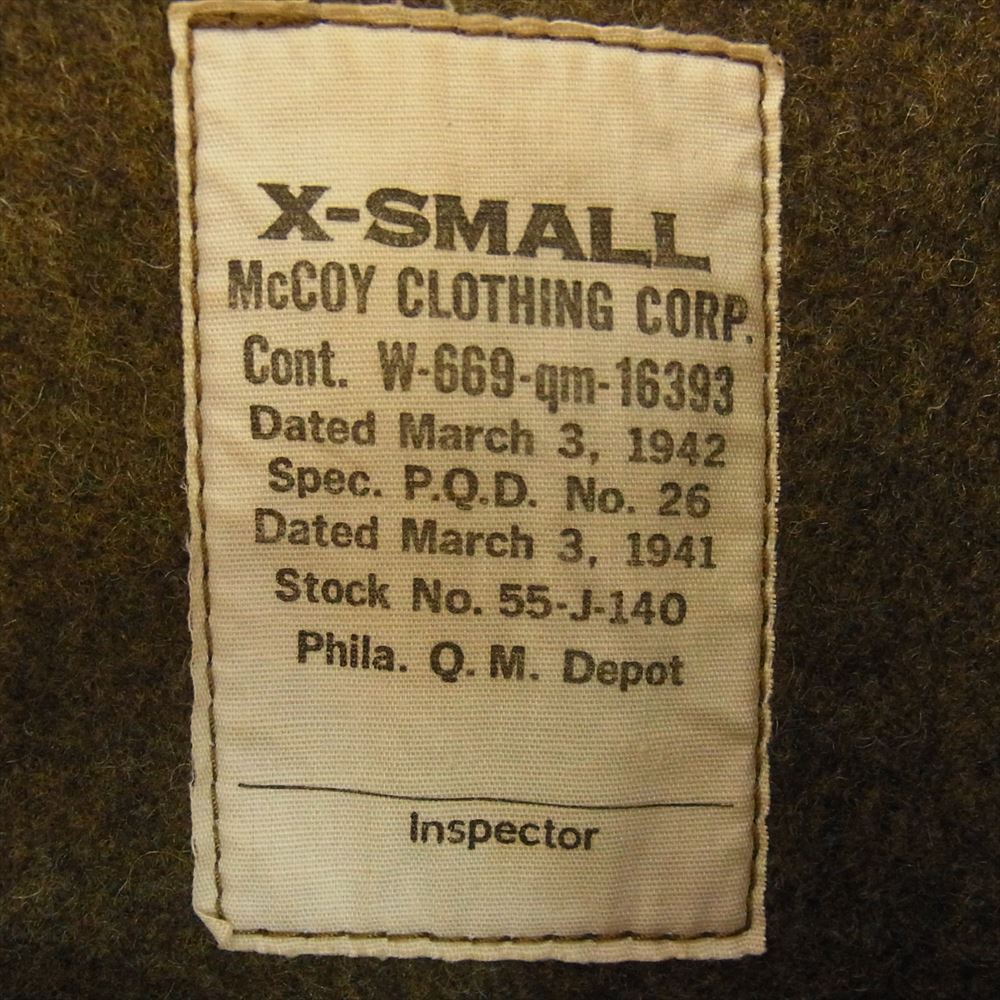 X-SMALL
McCOY CLOTHING CORP.
Cont. W-669-qm-16393
Dated March 3, 1942
Spec. P.Q.D. No. 26
Dated March 3, 1941
Stock No. 55-J-140
Phila. Q. M. Depot
Inspector